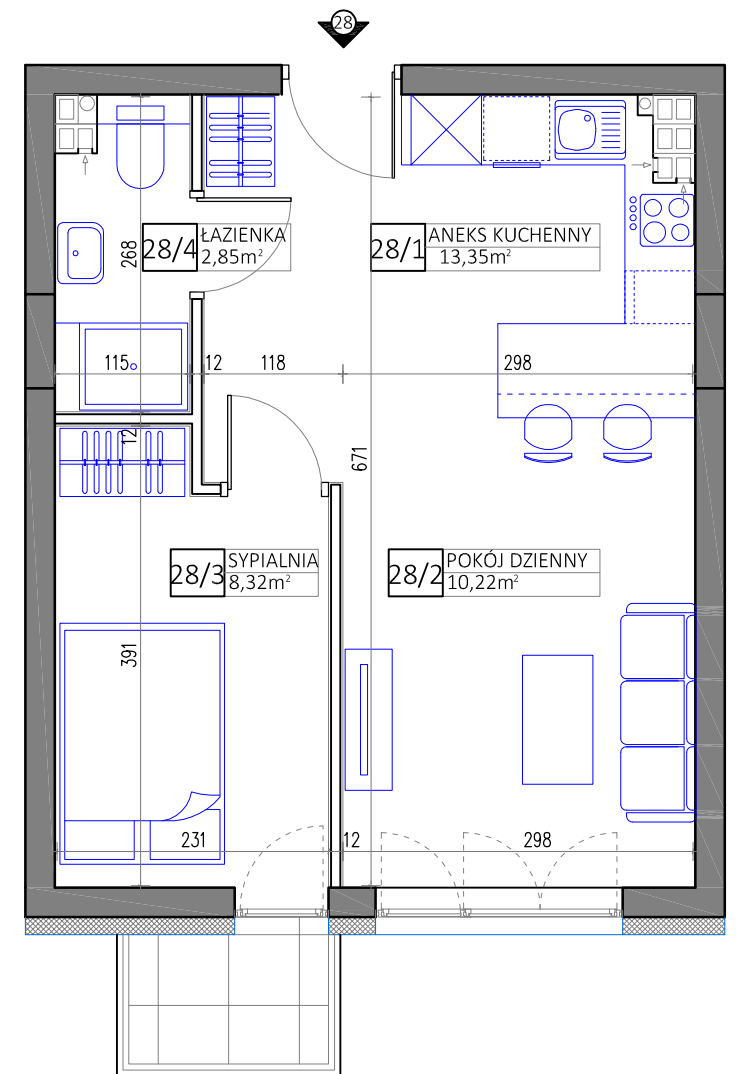 28
28/4 ŁAZIENKA
2,85m²
28/1 ANEKS KUCHENNY
13,35m²
268
115
12
118
298
12
671
28/3 SYPIALNIA
8,32m²
28/2 POKÓJ DZIENNY
10,22m²
391
231
12
298